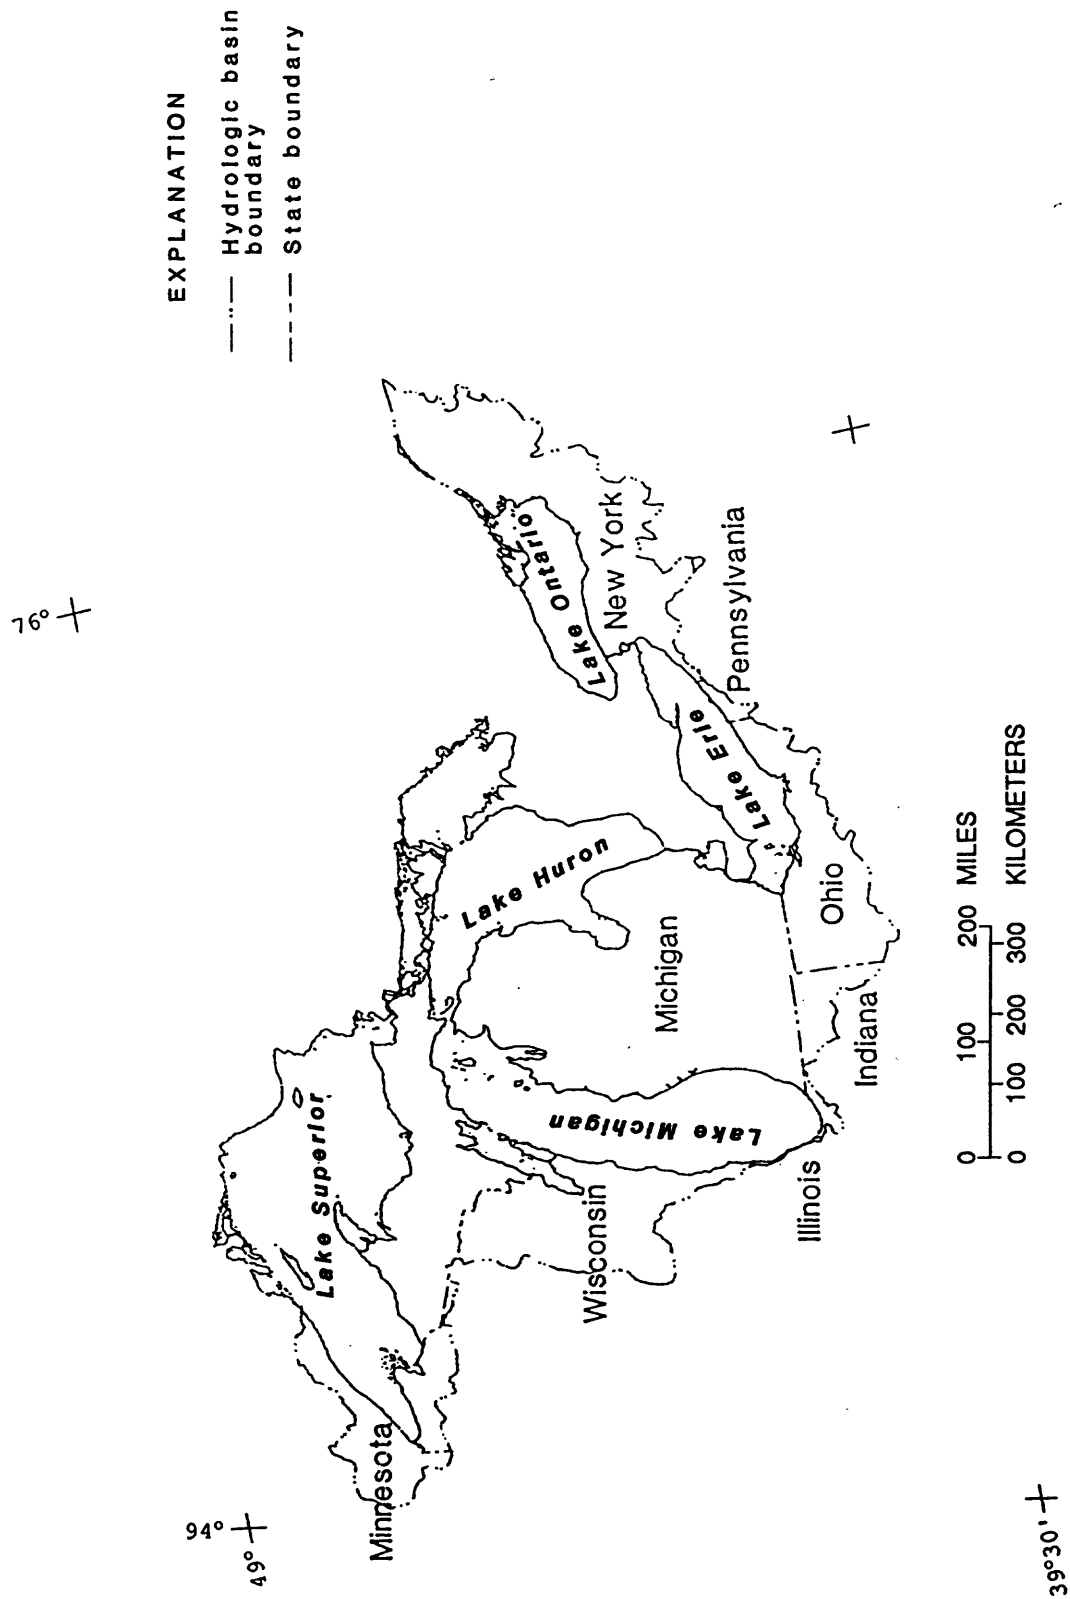 EXPLANATION
Hydrologic basin
boundary
State boundary
76°
94°
49°
Minnesota
Lake Superior
Lake Huron
Lake Ontario
New York
Pennsylvania
Lake Erie
Michigan
Lake Michigan
Wisconsin
Ohio
Indiana
Illinois
0 100 200 MILES
0 100 200 300 KILOMETERS
39°30'